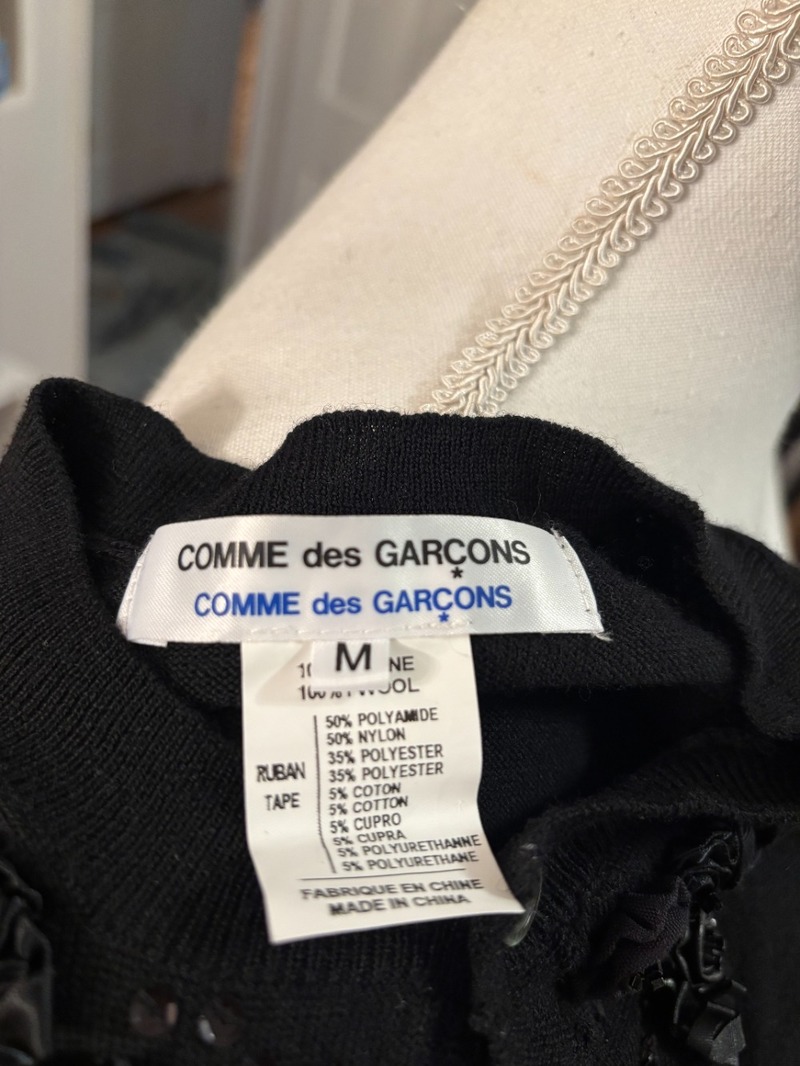 COMME des GARÇONS
COMME des GARÇONS
M
WOOL
50% POLYAMIDE
50% NYLON
35% POLYESTER
35% POLYESTER
RUBAN
5% COTON
TAPE
5% COTTON
5% CUPRO
5% CUPRA
5% POLYURETHANNE
5% POLYURETHANE
FABRIQUE EN CHINE
MADE IN CHINA